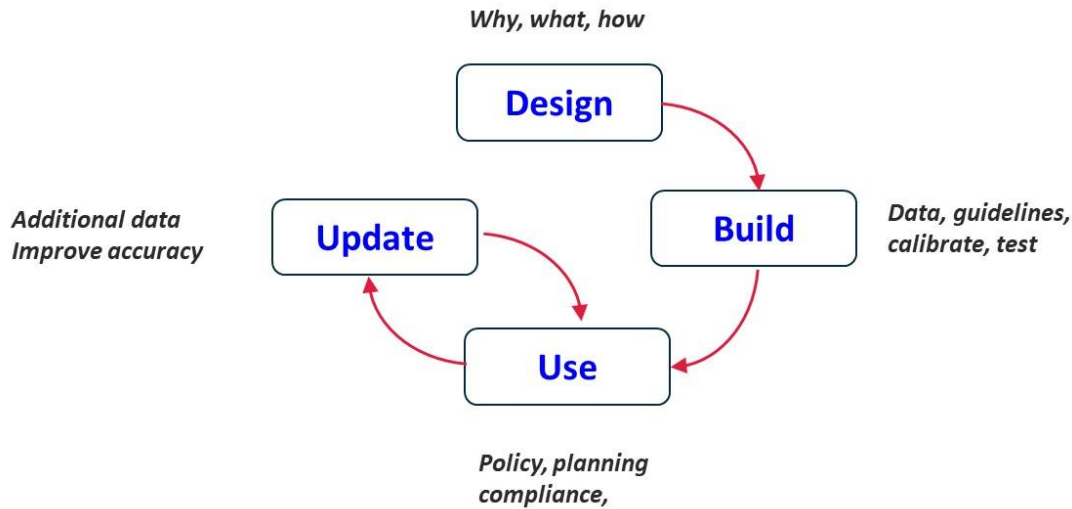 Why, what, how
Design
Build
Data, guidelines,
calibrate, test
Use
Policy, planning
compliance,
Update
Additional data
Improve accuracy